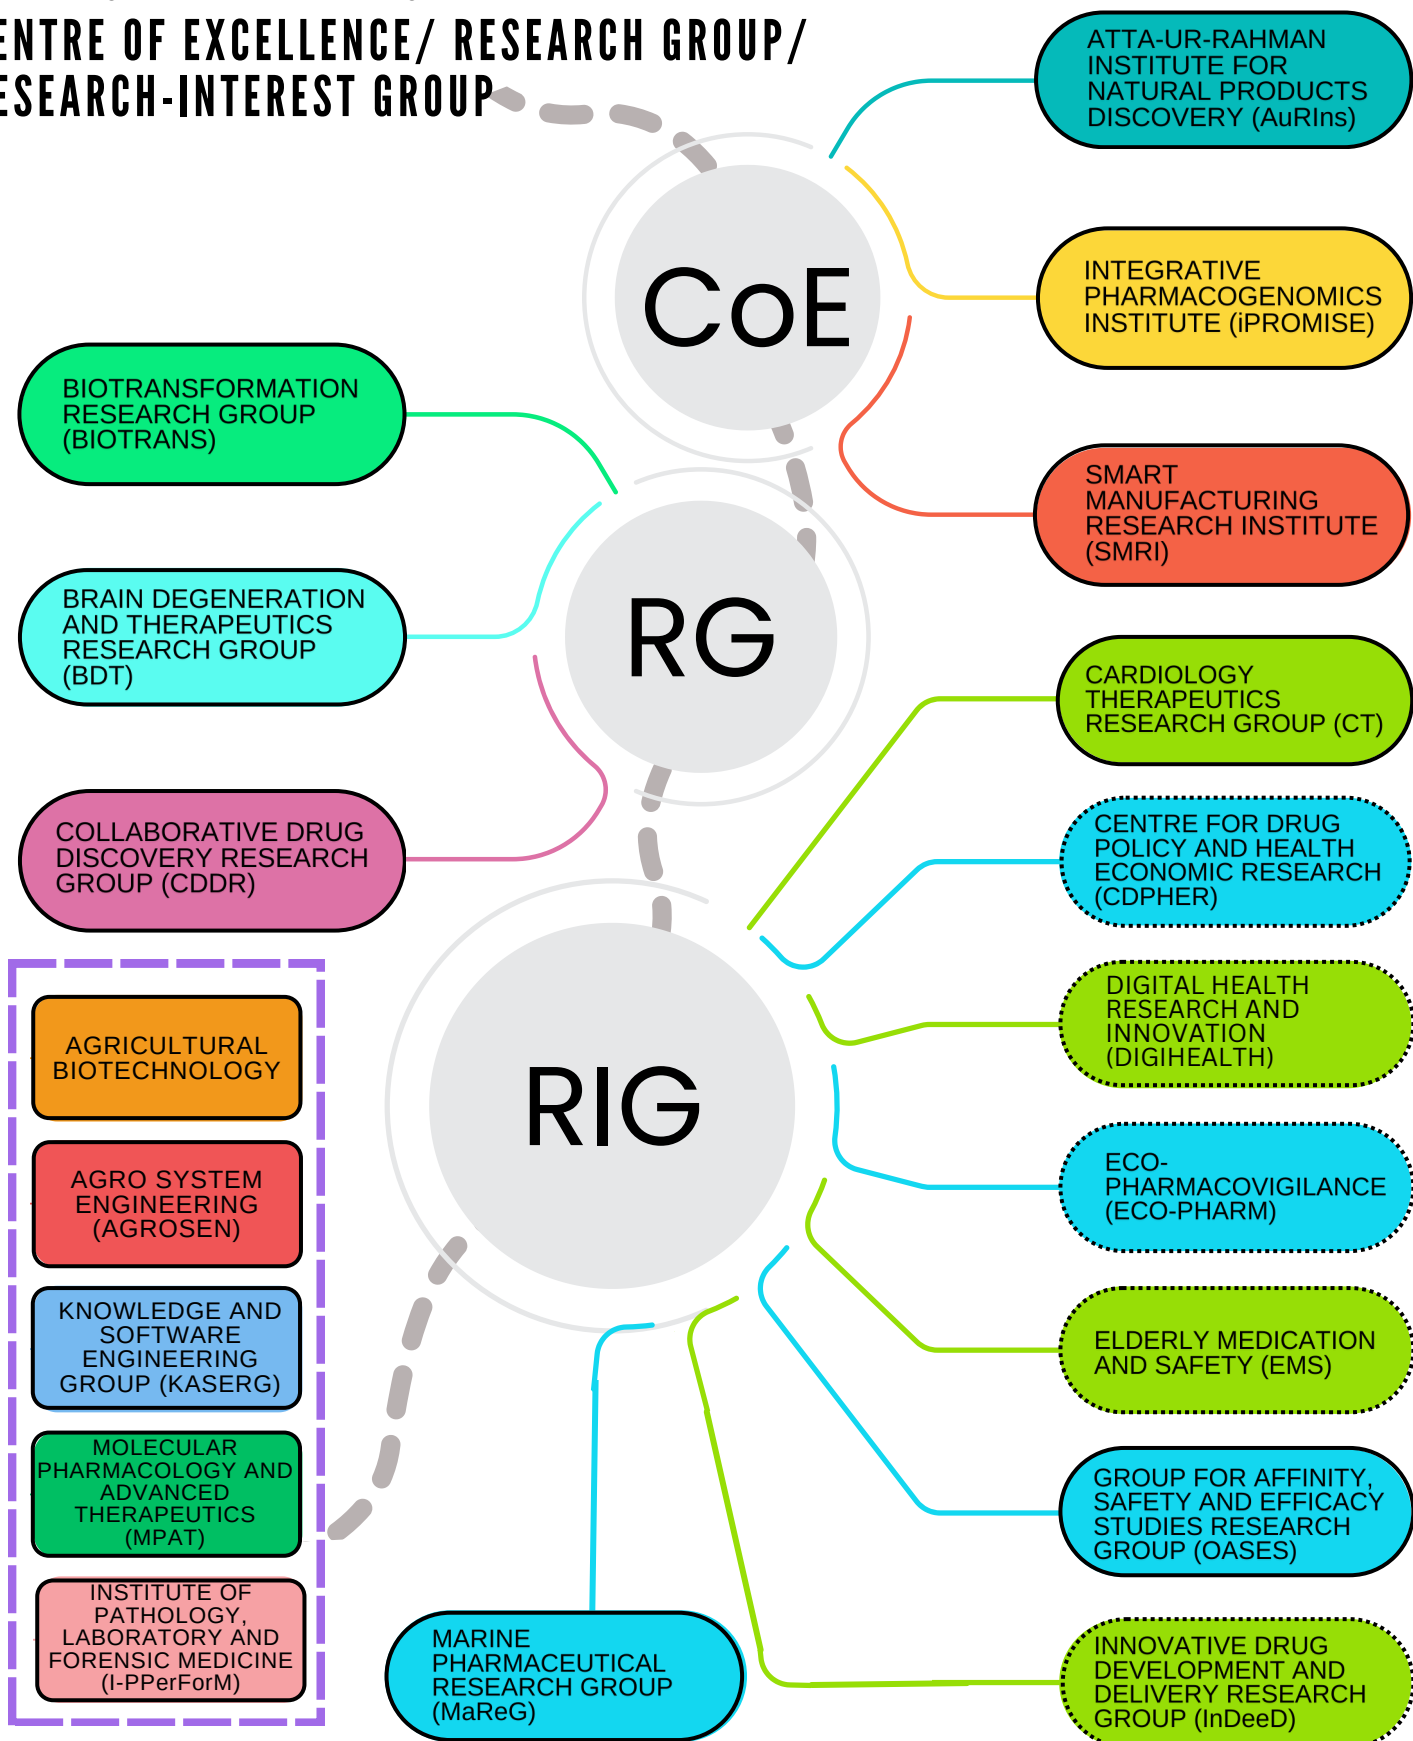 ENTRE OF EXCELLENCE/ RESEARCH GROUP/
ESEARCH-INTEREST GROUP
CoE
ATTA-UR-RAHMAN
INSTITUTE FOR
NATURAL PRODUCTS
DISCOVERY (AuRIns)
INTEGRATIVE
PHARMACOGENOMICS
INSTITUTE (iPROMISE)
SMART
MANUFACTURING
RESEARCH INSTITUTE
(SMRI)
RG
BIOTRANSFORMATION
RESEARCH GROUP
(BIOTRANS)
BRAIN DEGENERATION
AND THERAPEUTICS
RESEARCH GROUP
(BDT)
COLLABORATIVE DRUG
DISCOVERY RESEARCH
GROUP (CDDR)
RIG
CARDIOLOGY
THERAPEUTICS
RESEARCH GROUP (CT)
CENTRE FOR DRUG
POLICY AND HEALTH
ECONOMIC RESEARCH
(CDPHER)
DIGITAL HEALTH
RESEARCH AND
INNOVATION
(DIGIHEALTH)
ECO-
PHARMACOVIGILANCE
(ECO-PHARM)
ELDERLY MEDICATION
AND SAFETY (EMS)
GROUP FOR AFFINITY,
SAFETY AND EFFICACY
STUDIES RESEARCH
GROUP (OASES)
INNOVATIVE DRUG
DEVELOPMENT AND
DELIVERY RESEARCH
GROUP (InDeeD)
MARINE
PHARMACEUTICAL
RESEARCH GROUP
(MaReG)
AGRICULTURAL
BIOTECHNOLOGY
AGRO SYSTEM
ENGINEERING
(AGROSEN)
KNOWLEDGE AND
SOFTWARE
ENGINEERING
GROUP (KASERG)
MOLECULAR
PHARMACOLOGY AND
ADVANCED
THERAPEUTICS
(MPAT)
INSTITUTE OF
PATHOLOGY,
LABORATORY AND
FORENSIC MEDICINE
(I-PPerForM)